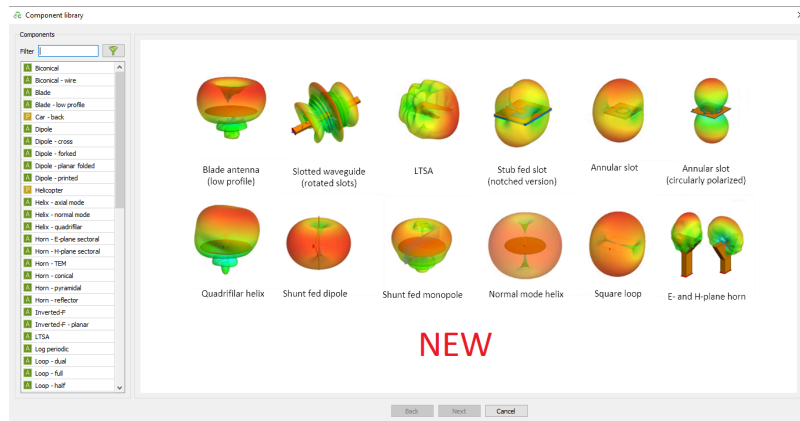 Component library
Components
Filter
A Biconical
A Biconical - wire
A Blade
A Blade - low profile
P Car - back
A Dipole
A Dipole - cross
A Dipole - forked
A Dipole - planar folded
A Dipole - printed
P Helicopter
A Helix - axial mode
A Helix - normal mode
A Helix - quadrifilar
A Horn - E-plane sectoral
A Horn - H-plane sectoral
A Horn - TEM
A Horn - conical
A Horn - pyramidal
A Horn - reflector
A Inverted-F
A Inverted-F - planar
A LTSA
A Log periodic
A Loop - dual
A Loop - full
A Loop - half
Blade antenna
(low profile)
Slotted waveguide
(rotated slots)
LTSA
Stub fed slot
(notched version)
Annular slot
Annular slot
(circularly polarized)
Quadrifilar helix
Shunt fed dipole
Shunt fed monopole
Normal mode helix
Square loop
E- and H-plane horn
NEW
Back
Next
Cancel